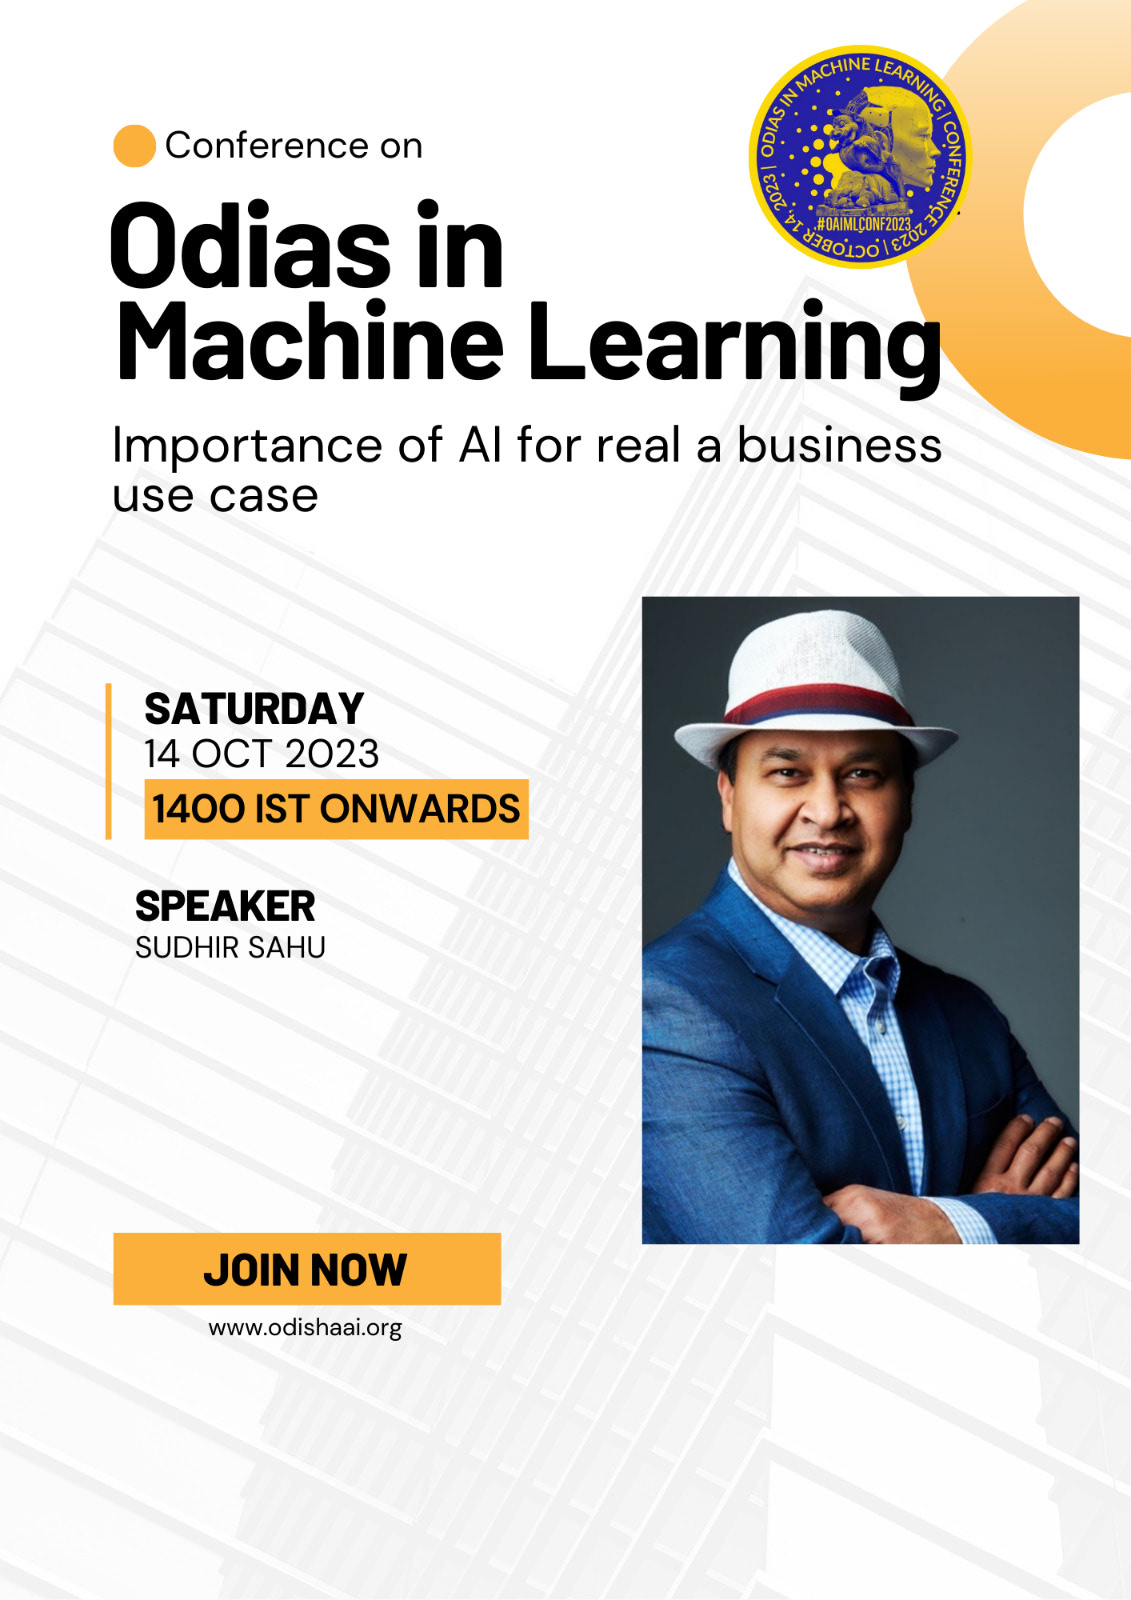 Conference on
Odias in
Machine Learning
Importance of AI for real a business
use case
ODIAS IN MACHINE LEARNING | CONFERENCE 2023 | OCTOBER 14, 2023 |
#OAIMLCONF2023
SATURDAY
14 OCT 2023
1400 IST ONWARDS
SPEAKER
SUDHIR SAHU
JOIN NOW
www.odishaai.org